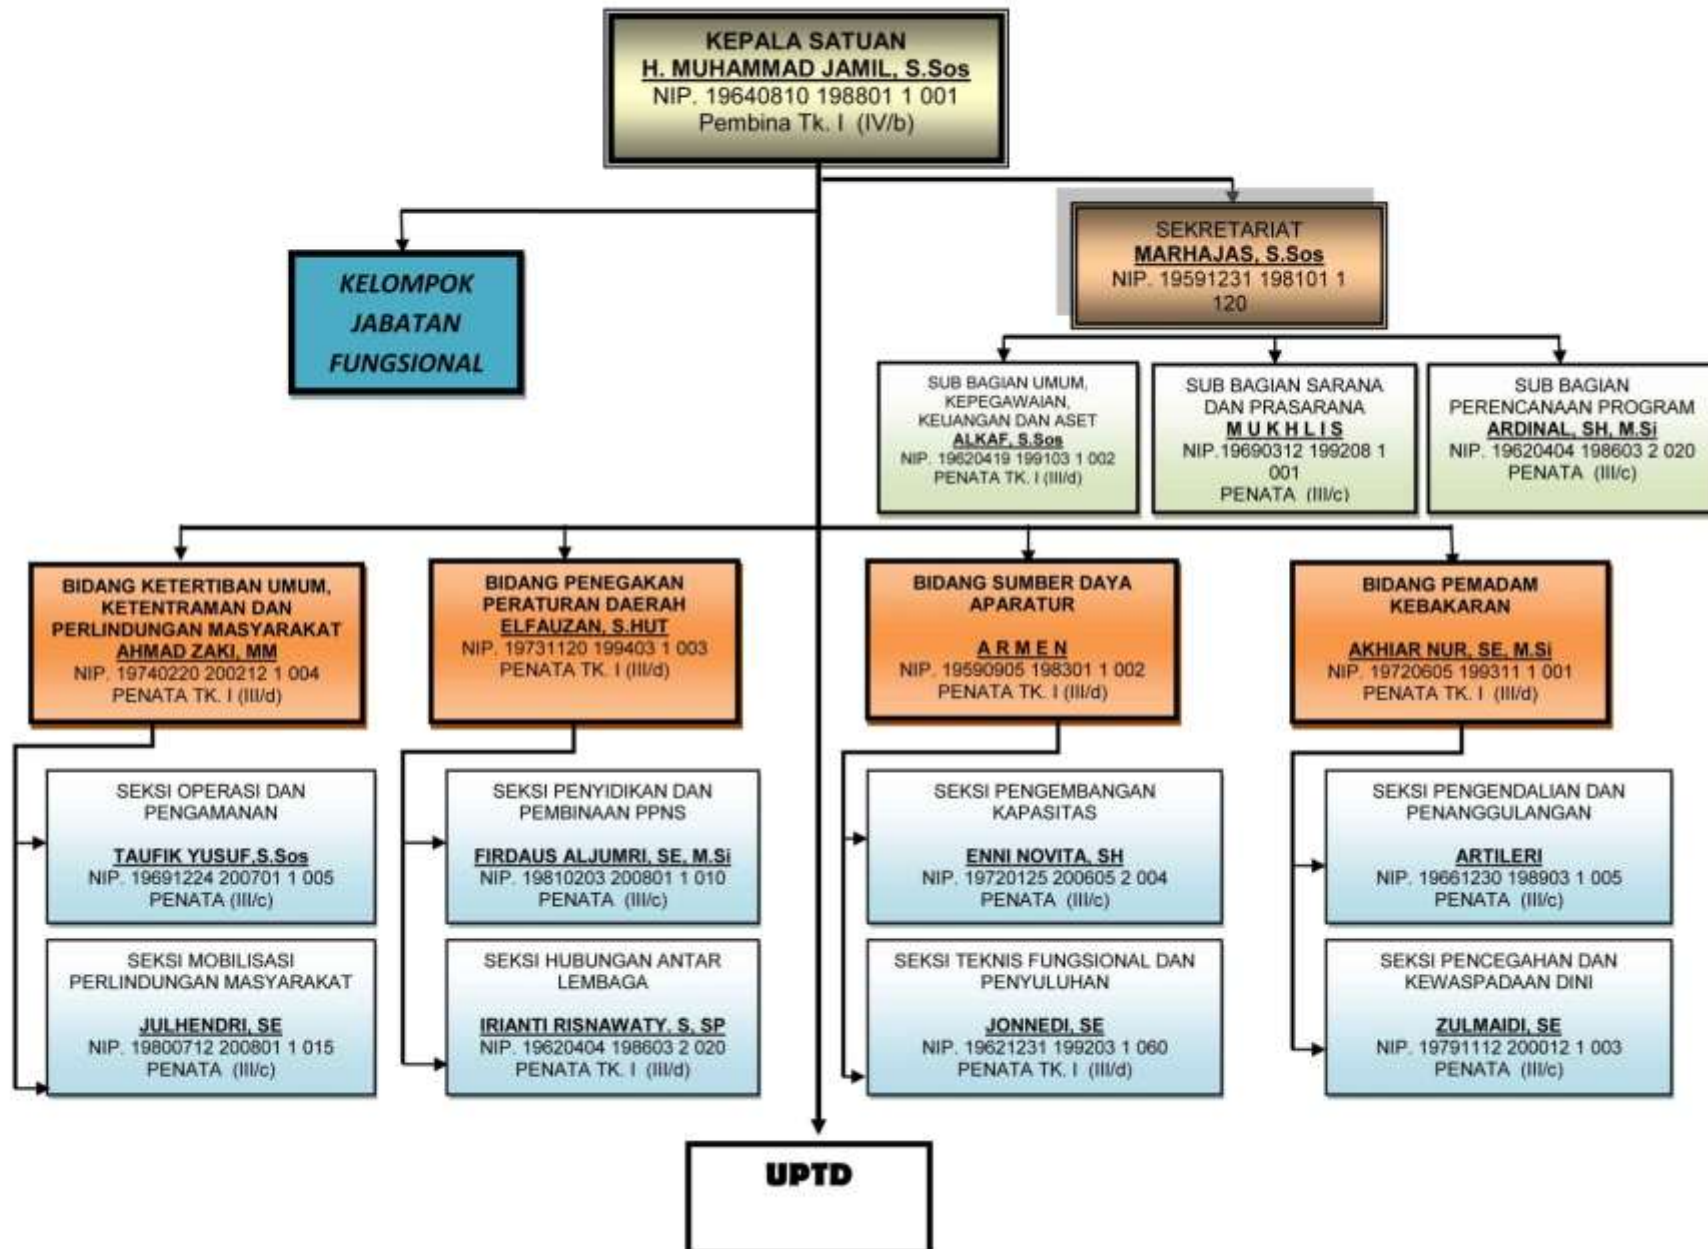 KEPALA SATUAN
H. MUHAMMAD JAMIL, S.Sos
NIP. 19640810 198801 1 001
Pembina Tk. I (IV/b)
SEKRETARIAT
MARHAJAS, S.Sos
NIP. 19591231 198101 1
120
KELOMPOK
JABATAN
FUNGSIONAL
SUB BAGIAN UMUM,
KEPEGAWAIAN,
KEUANGAN DAN ASET
ALKAF, S.Sos
NIP. 19620419 199103 1 002
PENATA TK. I (III/d)
SUB BAGIAN SARANA
DAN PRASARANA
M U K H L I S
NIP.19690312 199208 1
001
PENATA (III/c)
SUB BAGIAN
PERENCANAAN PROGRAM
ARDINAL, SH, M.Si
NIP. 19620404 198603 2 020
PENATA (III/c)
BIDANG KETERTIBAN UMUM,
KETENTRAMAN DAN
PERLINDUNGAN MASYARAKAT
AHMAD ZAKI, MM
NIP. 19740220 200212 1 004
PENATA TK. I (III/d)
BIDANG PENEGAKAN
PERATURAN DAERAH
ELFAUZAN, S.HUT
NIP. 19731120 199403 1 003
PENATA TK. I (III/d)
BIDANG SUMBER DAYA
APARATUR
A R M E N
NIP. 19590905 198301 1 002
PENATA TK. I (III/d)
BIDANG PEMADAM
KEBAKARAN
AKHIAR NUR, SE, M.Si
NIP. 19720605 199311 1 001
PENATA TK. I (III/d)
SEKSI OPERASI DAN
PENGAMANAN
TAUFIK YUSUF,S.Sos
NIP. 19691224 200701 1 005
PENATA (III/c)
SEKSI PENYIDIKAN DAN
PEMBINAAN PPNS
FIRDAUS ALJUMRI, SE, M.Si
NIP. 19810203 200801 1 010
PENATA (III/c)
SEKSI PENGEMBANGAN
KAPASITAS
ENNI NOVITA, SH
NIP. 19720125 200605 2 004
PENATA (III/c)
SEKSI PENGENDALIAN DAN
PENANGGULANGAN
ARTILERI
NIP. 19661230 198903 1 005
PENATA (III/c)
SEKSI MOBILISASI
PERLINDUNGAN MASYARAKAT
JULHENDRI, SE
NIP. 19800712 200801 1 015
PENATA (III/c)
SEKSI HUBUNGAN ANTAR
LEMBAGA
IRIANTI RISNAWATY. S, SP
NIP. 19620404 198603 2 020
PENATA TK. I (III/d)
SEKSI TEKNIS FUNGSIONAL DAN
PENYULUHAN
JONNEDI, SE
NIP. 19621231 199203 1 060
PENATA TK. I (III/d)
SEKSI PENCEGAHAN DAN
KEWASPADAAN DINI
ZULMAIDI, SE
NIP. 19791112 200012 1 003
PENATA (III/c)
UPTD